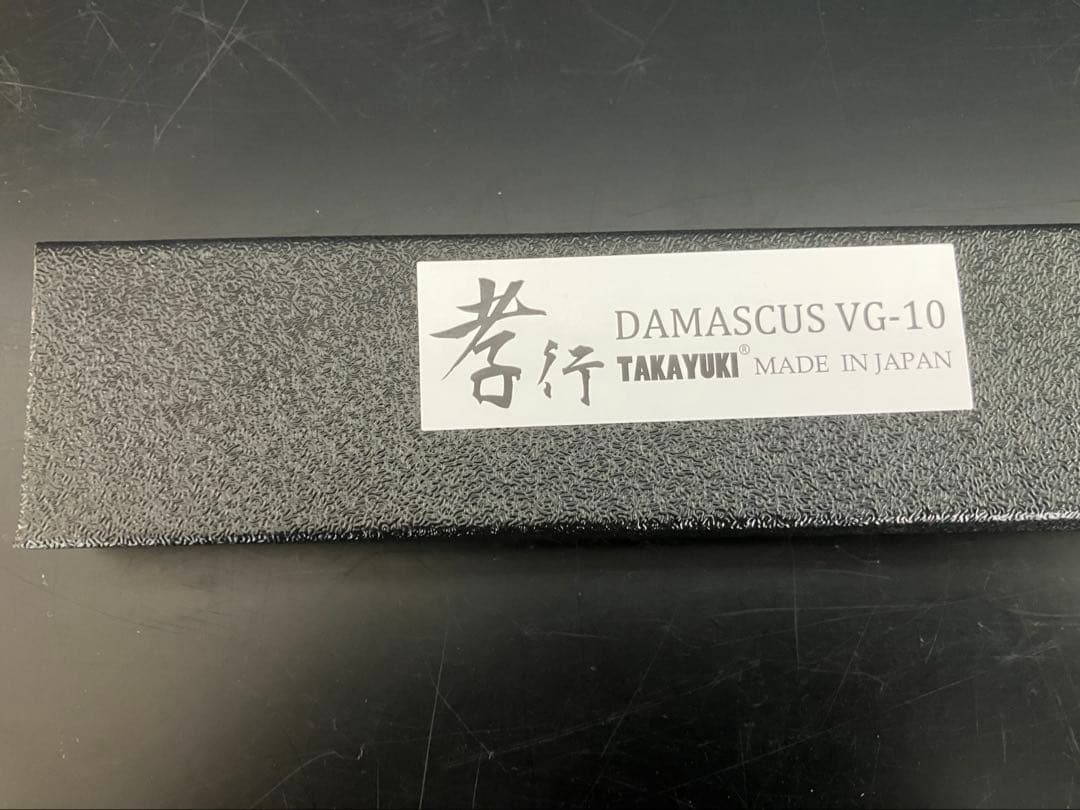 孝行
DAMASCUS VG-10
TAKAYUKI® MADE IN JAPAN